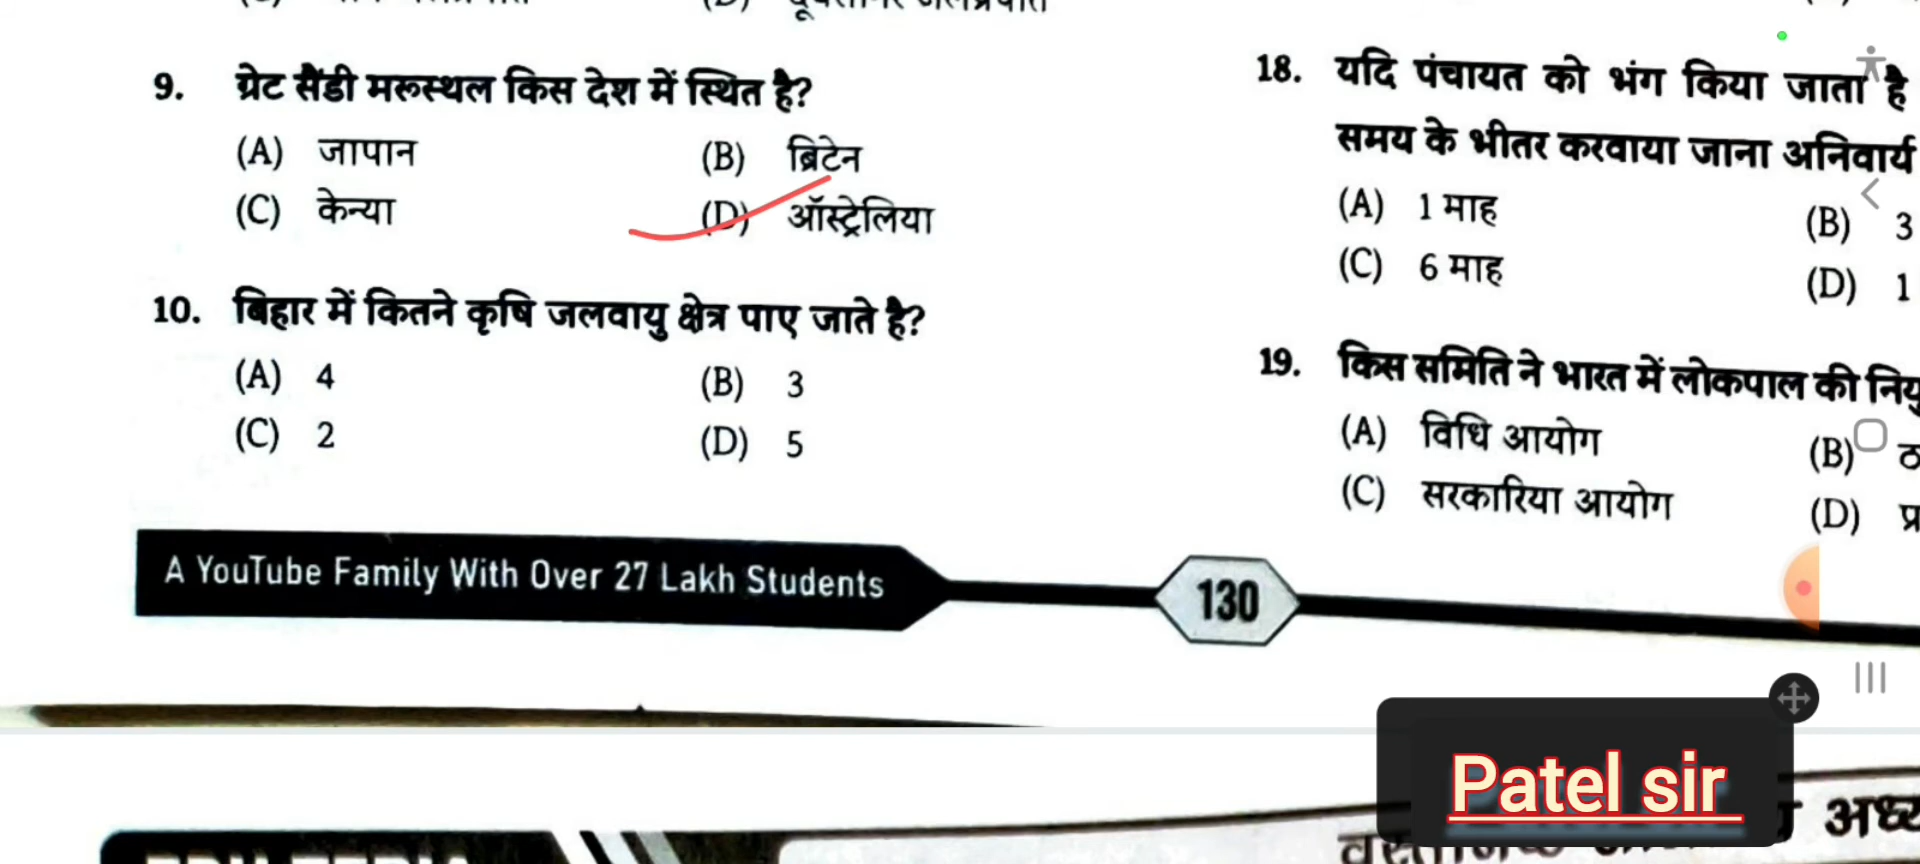 9. ग्रेट सैंडी मरूस्थल किस देश में स्थित है?
(A) जापान (B) ब्रिटेन
(C) केन्या (D) ऑस्ट्रेलिया
10. बिहार में कितने कृषि जलवायु क्षेत्र पाए जाते है?
(A) 4 (B) 3
(C) 2 (D) 5
18. यदि पंचायत को भंग किया जाता है
समय के भीतर करवाया जाना अनिवार्य
(A) 1 माह (B) 3
(C) 6 माह (D) 1
19. किस समिति ने भारत में लोकपाल की
(A) विधि आयोग (B)
(C) सरकारिया आयोग (D)
A YouTube Family With Over 27 Lakh Students
130
Patel sir